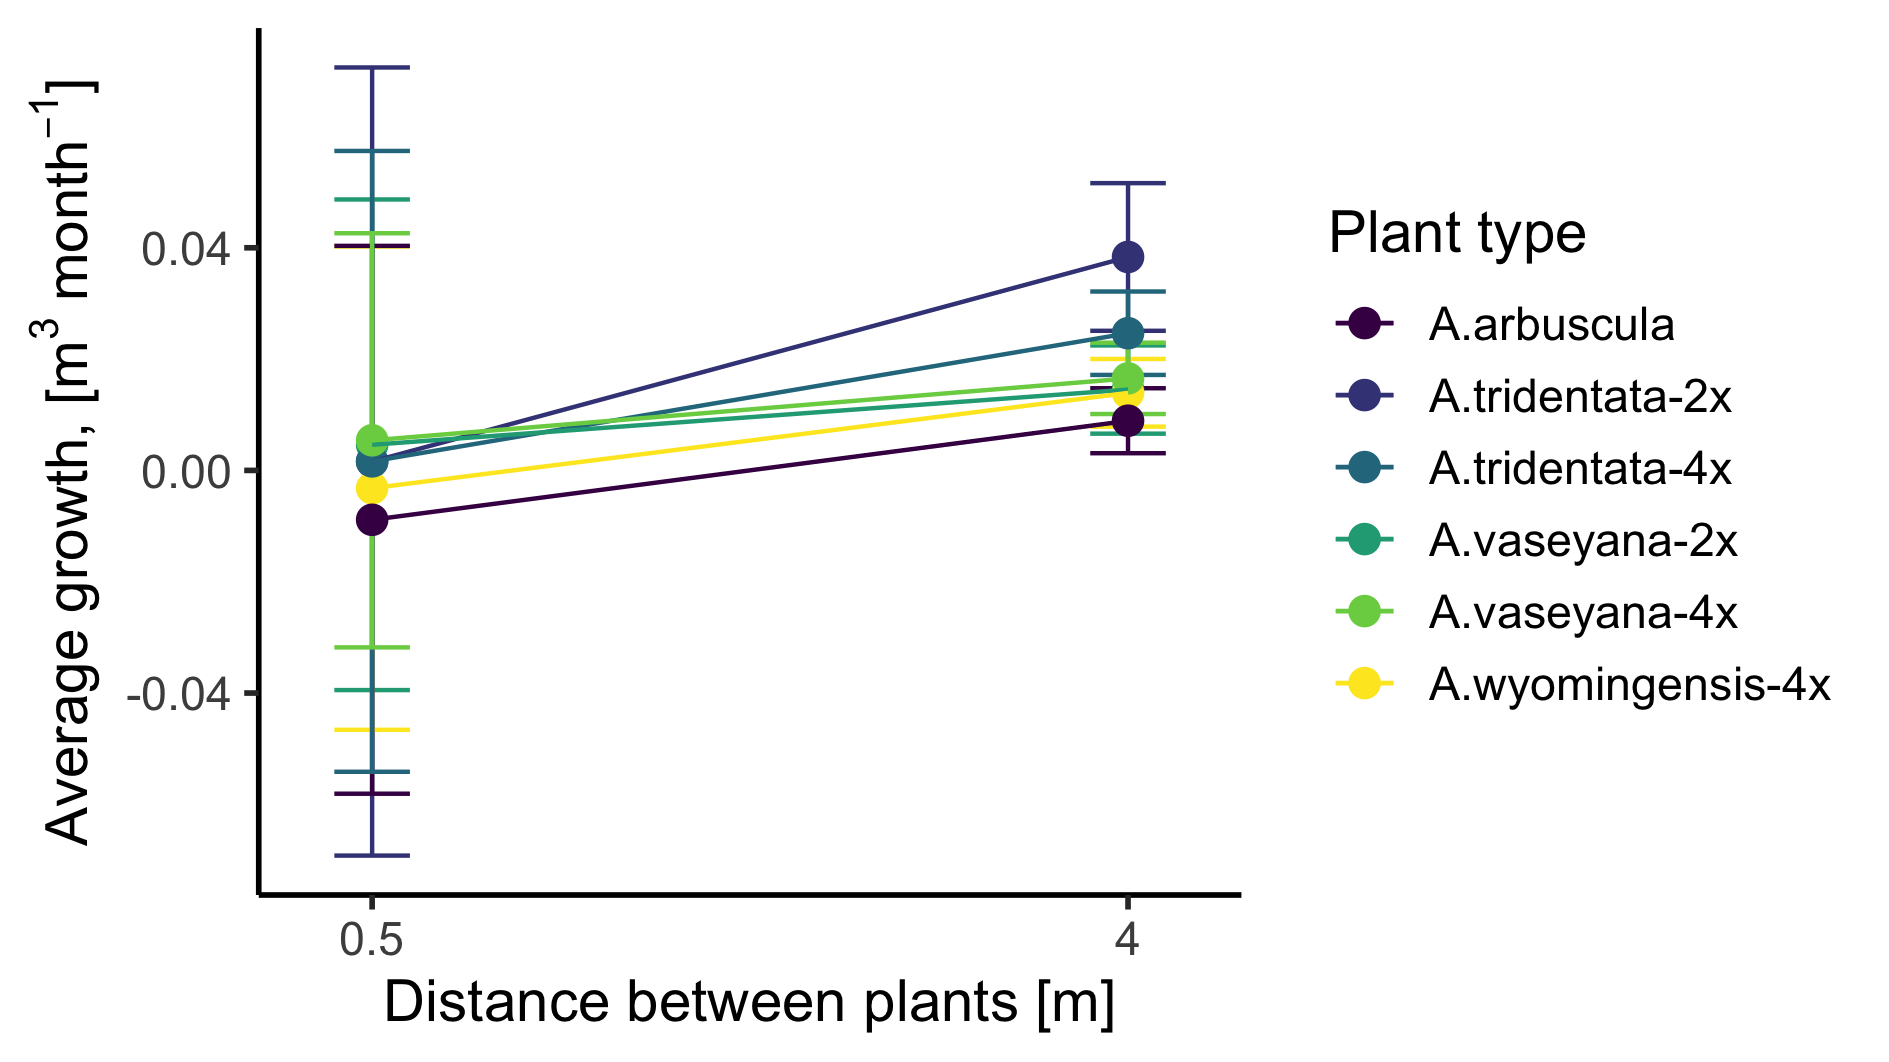 Average growth, [m³ month⁻¹]
0.04
0.00
-0.04
0.5
4
Distance between plants [m]
Plant type
A.arbuscula
A.tridentata-2x
A.tridentata-4x
A.vaseyana-2x
A.vaseyana-4x
A.wyomingensis-4x